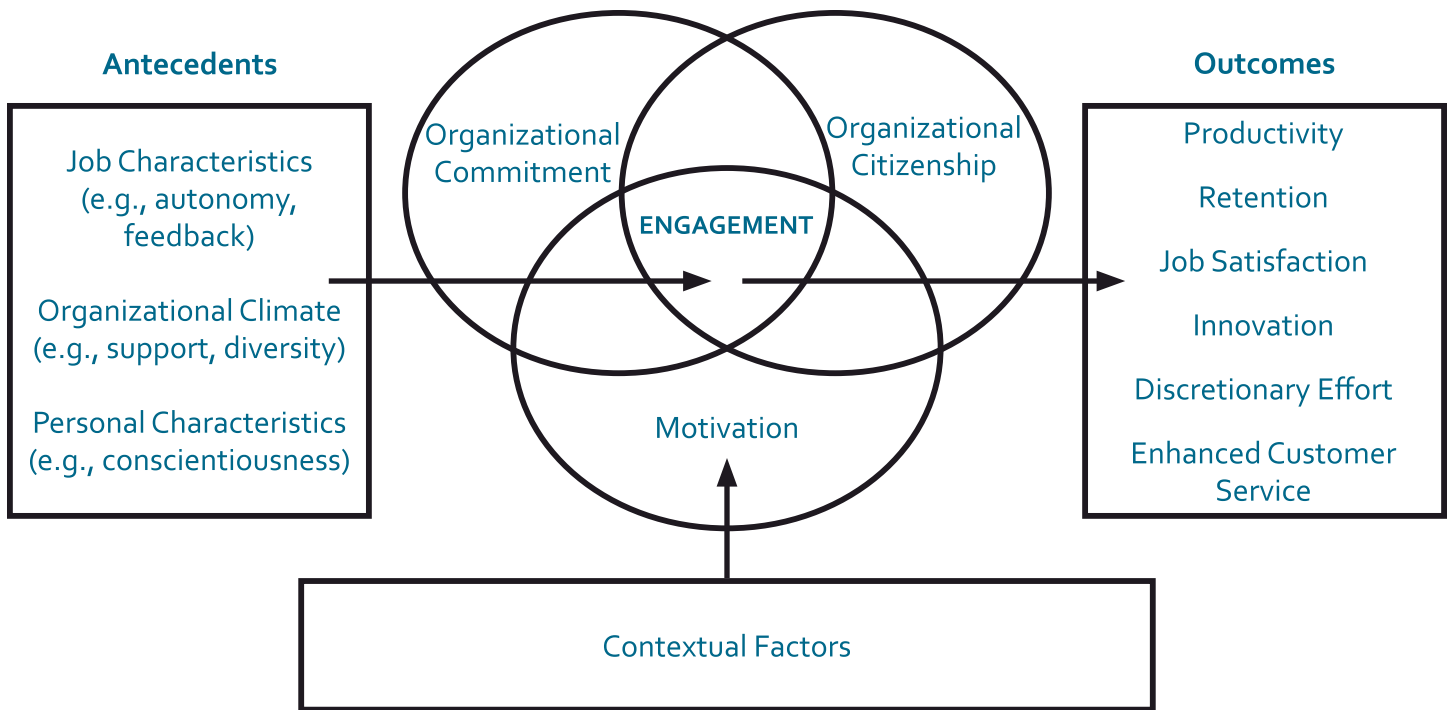 Antecedents
Job Characteristics
(e.g., autonomy,
feedback)
Organizational Climate
(e.g., support, diversity)
Personal Characteristics
(e.g., conscientiousness)
Organizational
Commitment
Organizational
Citizenship
ENGAGEMENT
Motivation
Contextual Factors
Outcomes
Productivity
Retention
Job Satisfaction
Innovation
Discretionary Effort
Enhanced Customer
Service